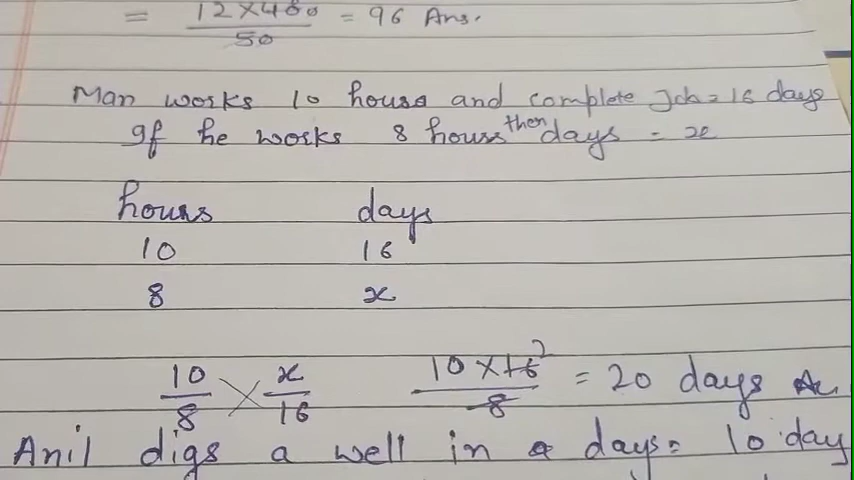 = 12×480/50 = 96 Ans.
Man works 10 hours and complete Job = 16 days
If he works 8 hours then days = x
hours days
10 16
8 x
10/8 × x/16 10×16/8 2 = 20 days
Anil digs a well in a days = 10 day